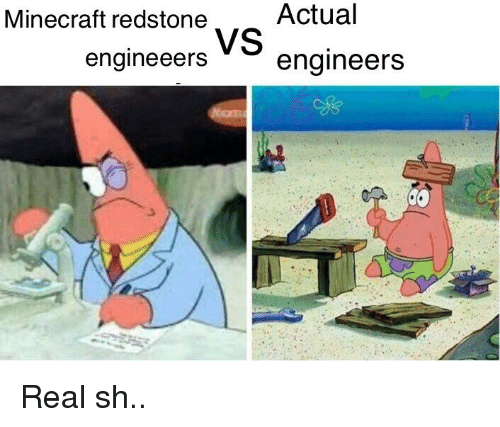 Minecraft redstone
engineeers
VS
Actual
engineers
Real sh..